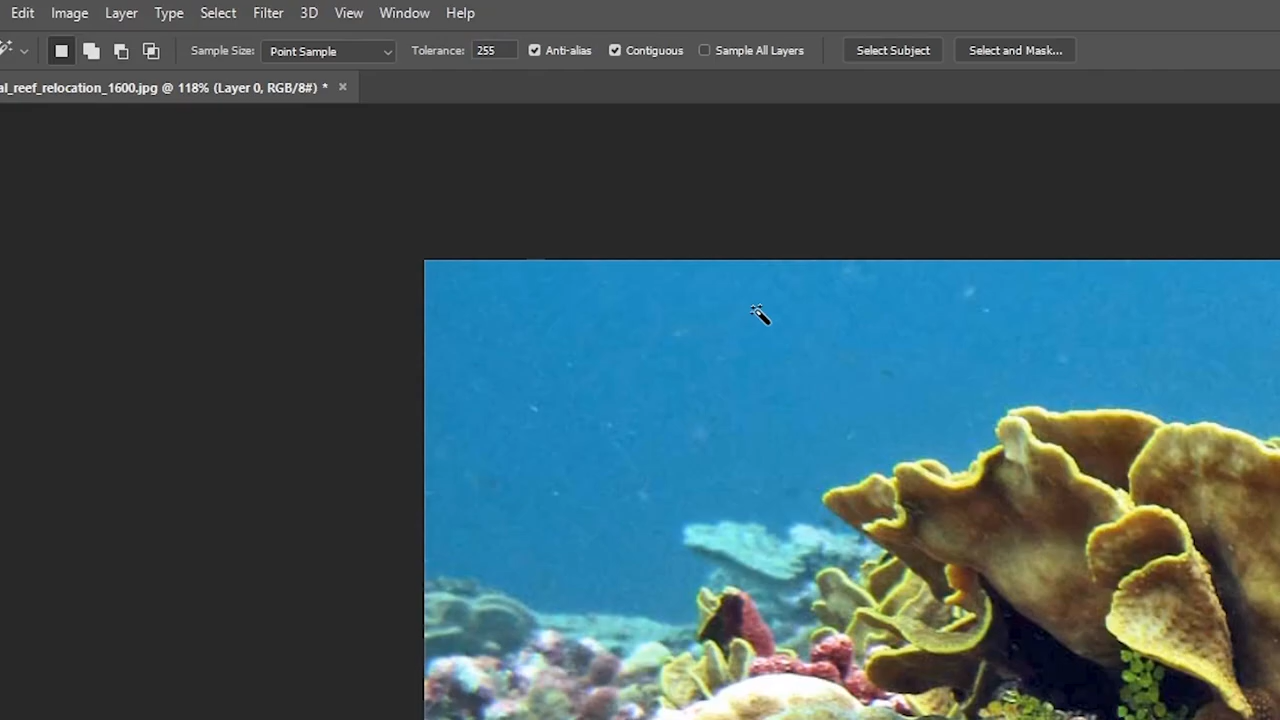 Edit Image Layer Type Select Filter 3D View Window Help
Sample Size: Point Sample Tolerance: 255 Anti-alias Contiguous Sample All Layers Select Subject Select and Mask...
al_reef_relocation_1600.jpg @ 118% (Layer 0, RGB/8#) * ×